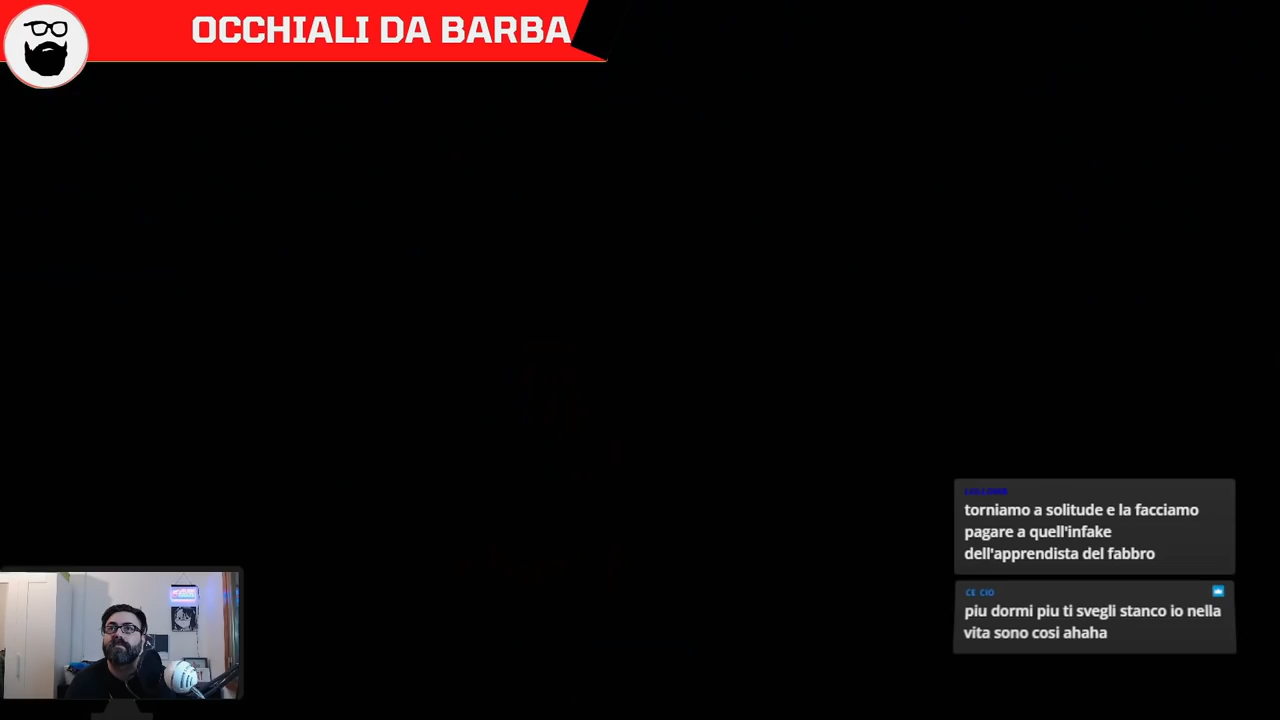 OCCHIALI DA BARBA
torniamo a solitude e la facciamo
pagare a quell'infake
dell'apprendista del fabbro
CE CIO
piu dormi piu ti svegli stanco io nella
vita sono cosi ahaha